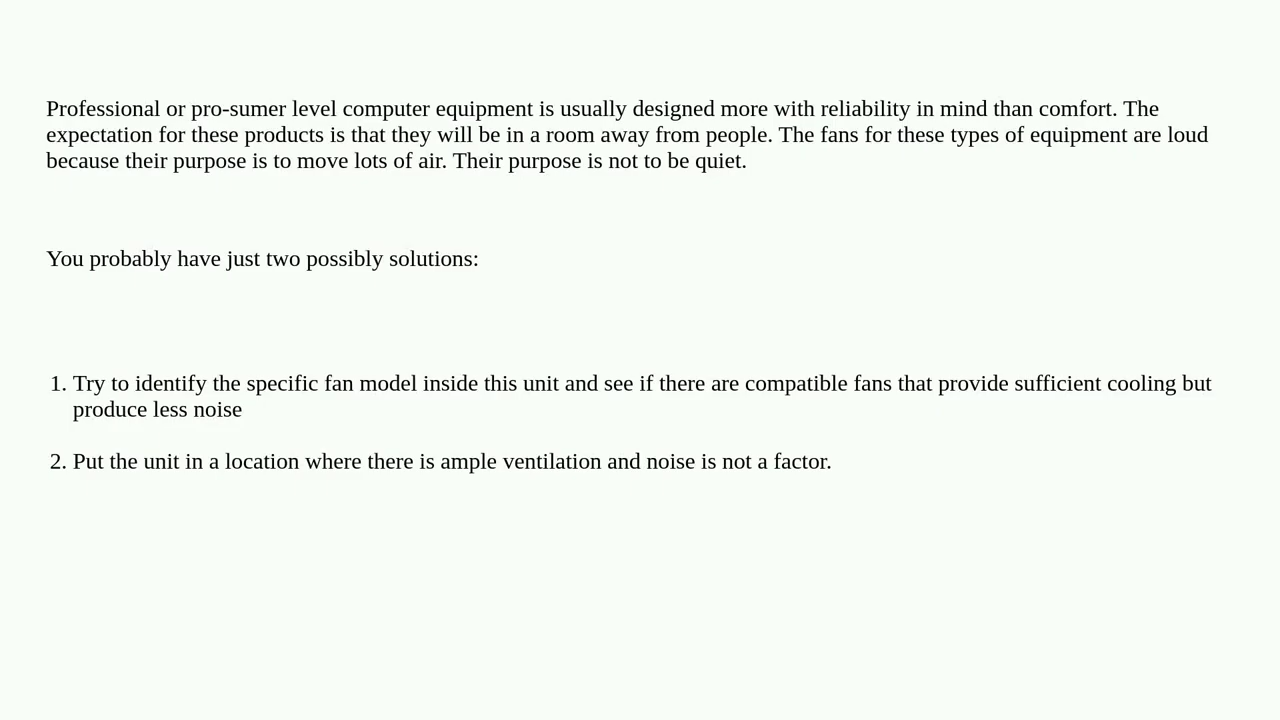 Professional or pro-sumer level computer equipment is usually designed more with reliability in mind than comfort. The
expectation for these products is that they will be in a room away from people. The fans for these types of equipment are loud
because their purpose is to move lots of air. Their purpose is not to be quiet.
You probably have just two possibly solutions:
1. Try to identify the specific fan model inside this unit and see if there are compatible fans that provide sufficient cooling but
produce less noise
2. Put the unit in a location where there is ample ventilation and noise is not a factor.